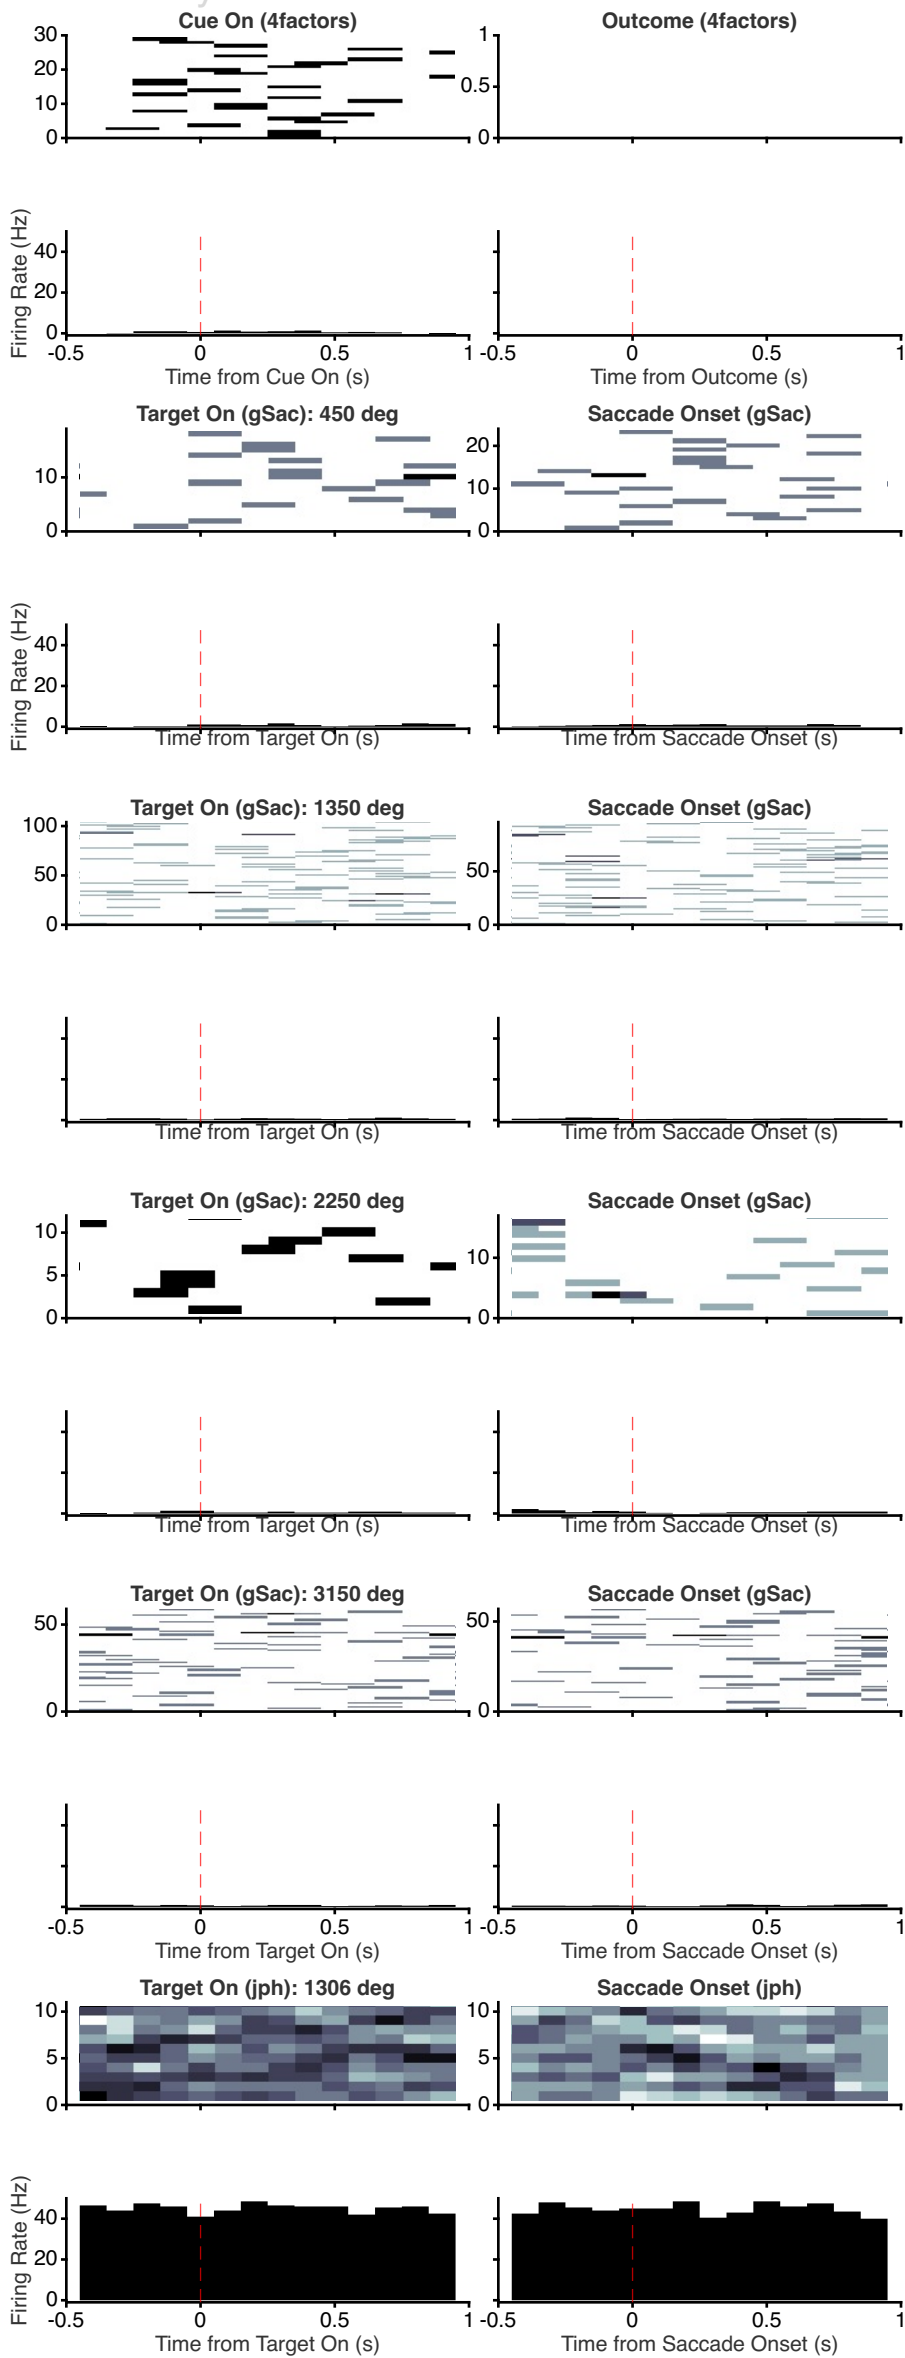 Cue On (4factors) Outcome (4factors)
30 1
20 0.5
10
0 0
Firing Rate (Hz)
40
20
0
-0.5 0 0.5 1 -0.5 0 0.5 1
Time from Cue On (s) Time from Outcome (s)
Target On (gSac): 450 deg Saccade Onset (gSac)
10 20
10
0 0
Firing Rate (Hz)
40
20
0
Time from Target On (s) Time from Saccade Onset (s)
Target On (gSac): 1350 deg Saccade Onset (gSac)
100
50 50
0 0
Time from Target On (s) Time from Saccade Onset (s)
Target On (gSac): 2250 deg Saccade Onset (gSac)
10 10
5
0 0
Time from Target On (s) Time from Saccade Onset (s)
Target On (gSac): 3150 deg Saccade Onset (gSac)
50 50
0 0
-0.5 0 0.5 1 -0.5 0 0.5 1
Time from Target On (s) Time from Saccade Onset (s)
Target On (jph): 1306 deg Saccade Onset (jph)
10 10
5 5
0 0
Firing Rate (Hz)
40
20
0
-0.5 0 0.5 1 -0.5 0 0.5 1
Time from Target On (s) Time from Saccade Onset (s)